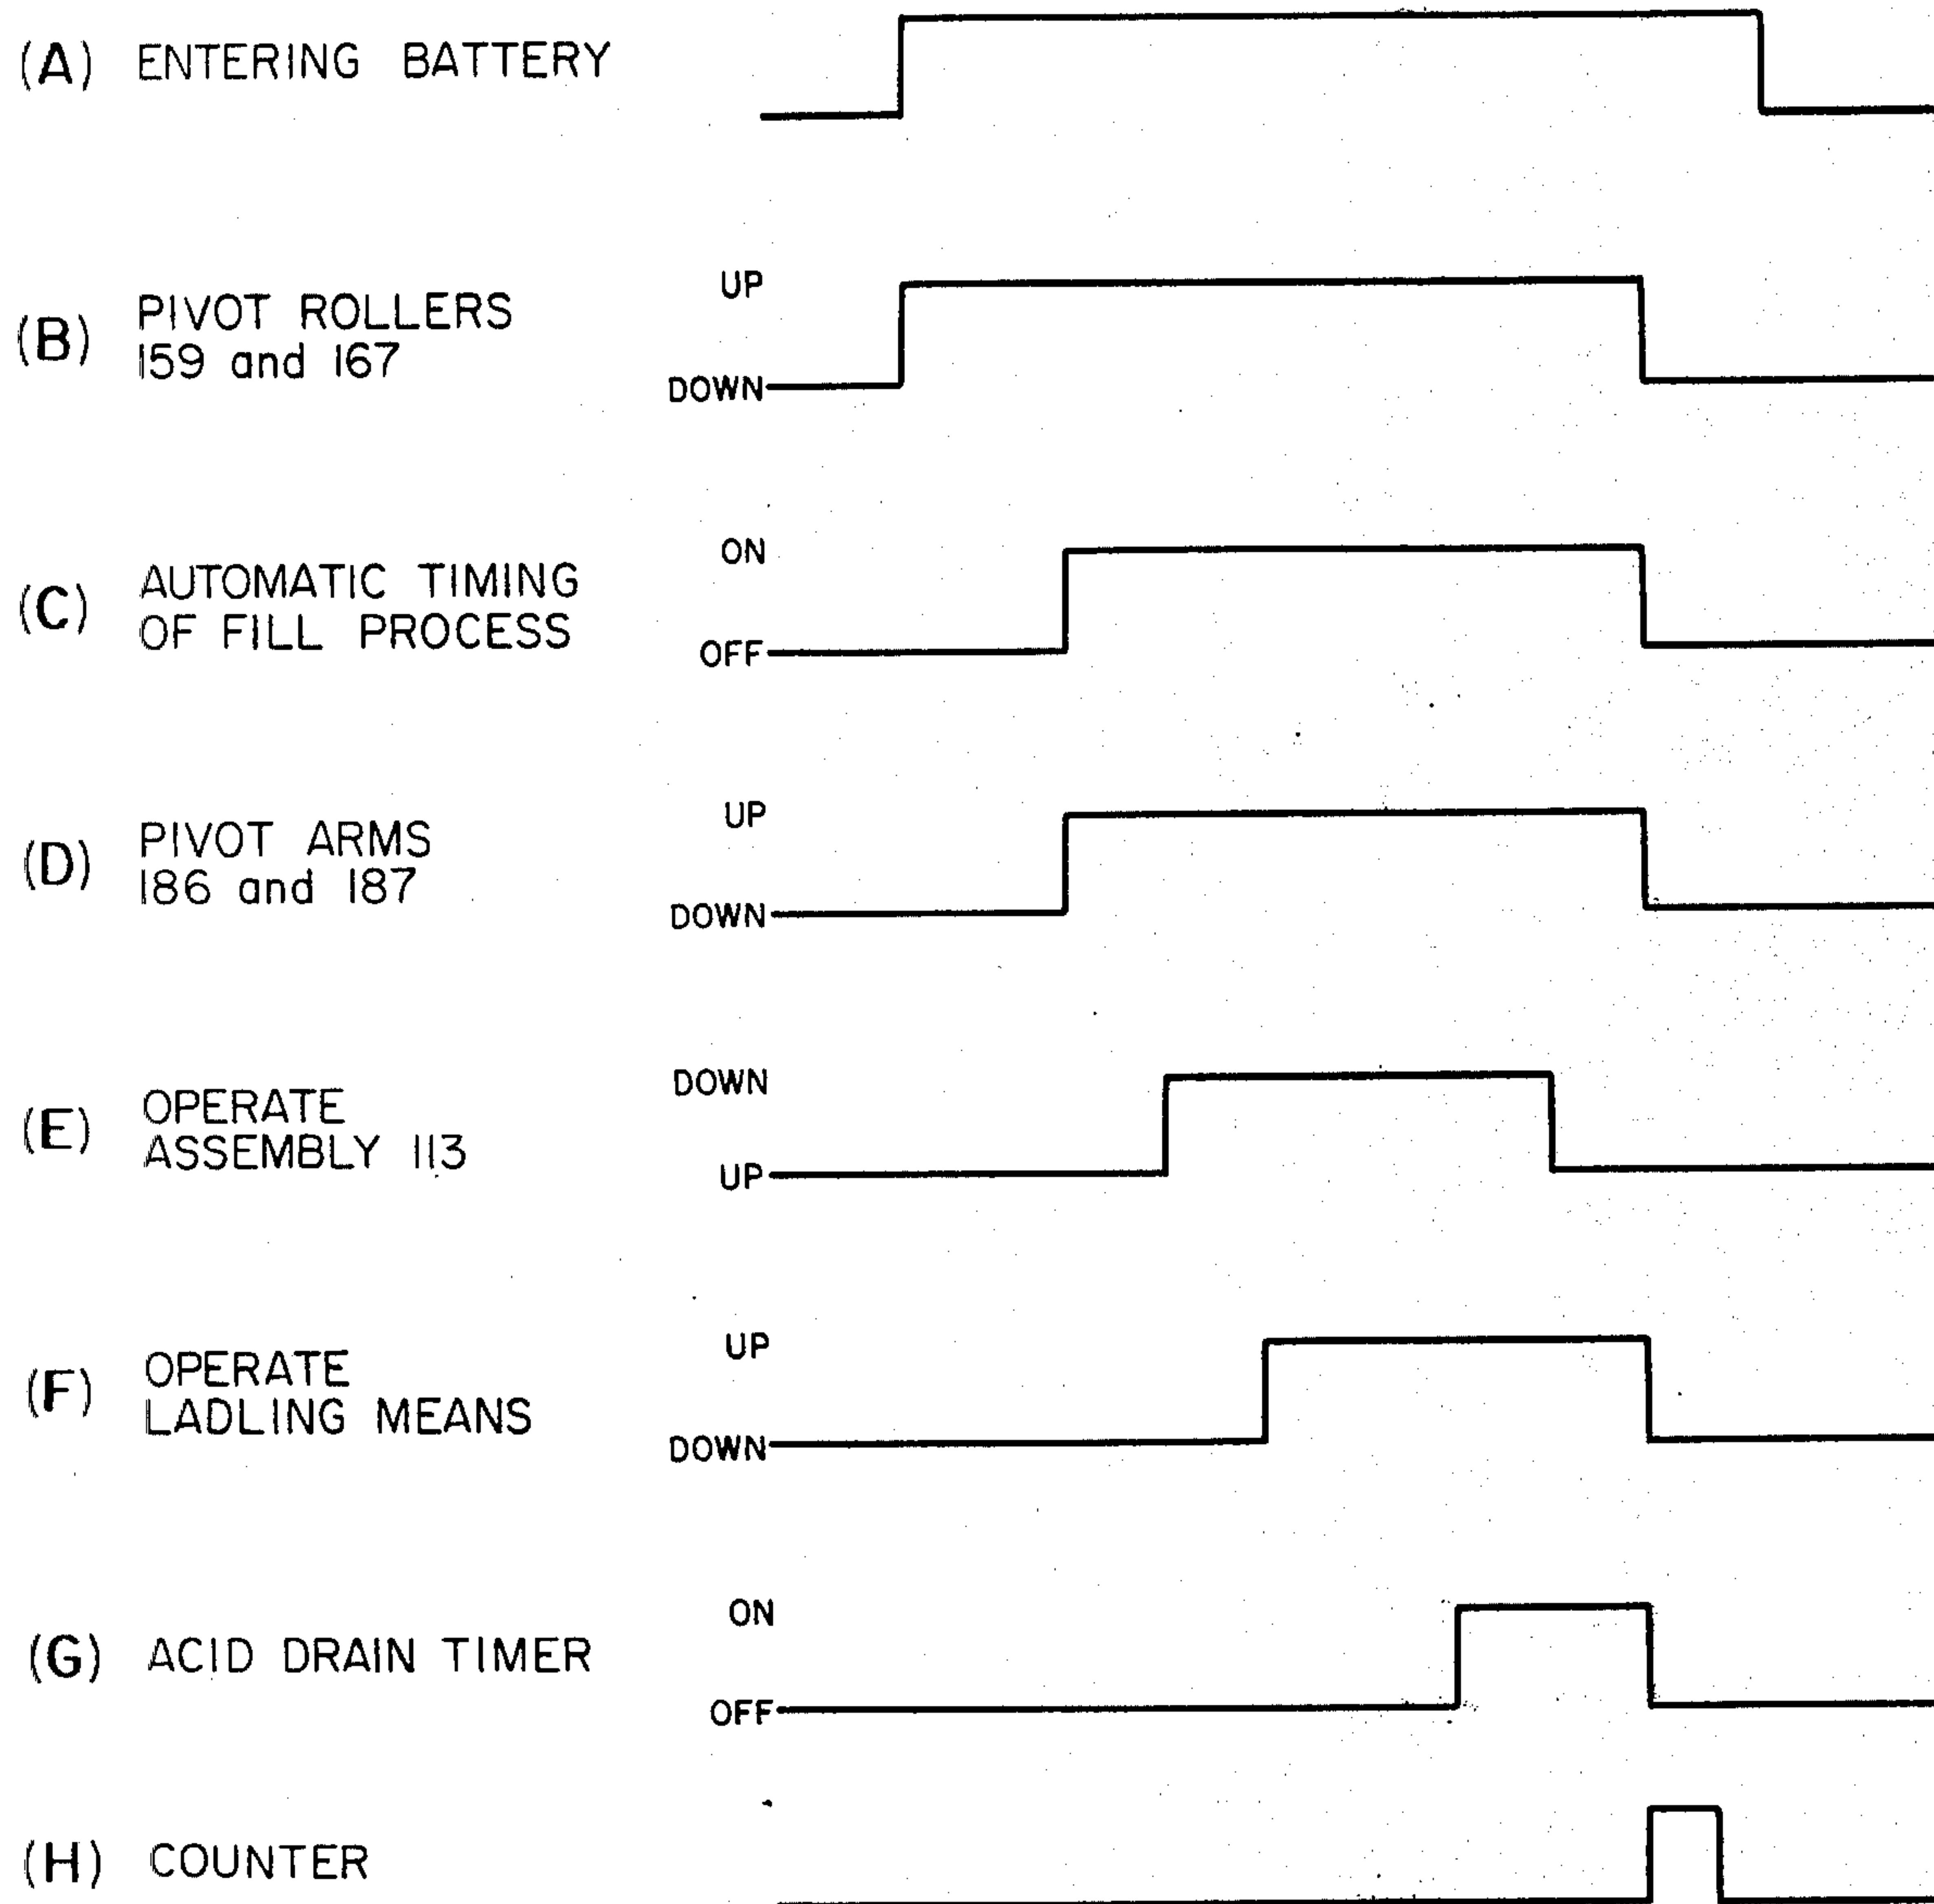 (A) ENTERING BATTERY
UP
(B) PIVOT ROLLERS
159 and 167
DOWN
ON
(C) AUTOMATIC TIMING
OF FILL PROCESS
OFF
UP
(D) PIVOT ARMS
186 and 187
DOWN
DOWN
(E) OPERATE
ASSEMBLY 113
UP
UP
(F) OPERATE
LADLING MEANS
DOWN
ON
(G) ACID DRAIN TIMER
OFF
(H) COUNTER